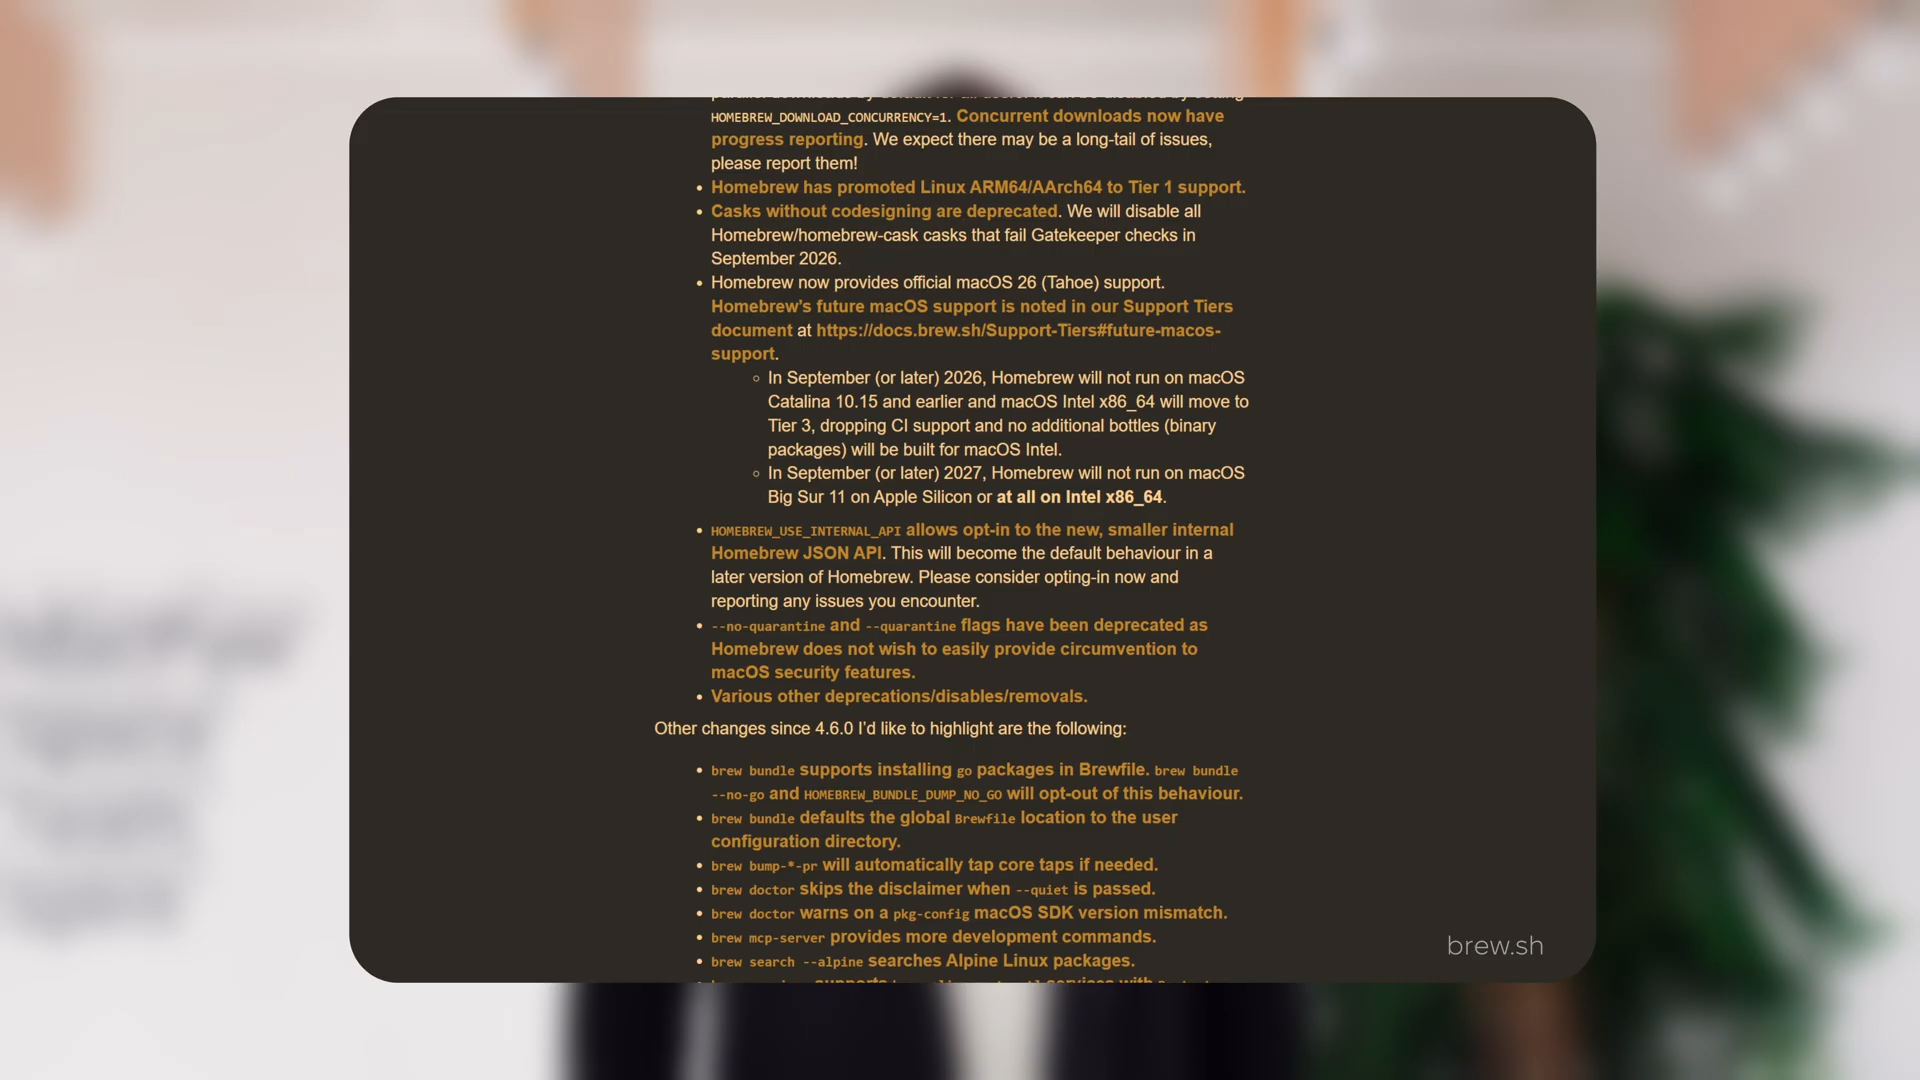 HOMEBREW_DOWNLOAD_CONCURRENCY=1. Concurrent downloads now have
progress reporting. We expect there may be a long-tail of issues,
please report them!
• Homebrew has promoted Linux ARM64/AArch64 to Tier 1 support.
• Casks without codesigning are deprecated. We will disable all
Homebrew/homebrew-cask casks that fail Gatekeeper checks in
September 2026.
• Homebrew now provides official macOS 26 (Tahoe) support.
Homebrew’s future macOS support is noted in our Support Tiers
document at https://docs.brew.sh/Support-Tiers#future-macos-
support.
◦ In September (or later) 2026, Homebrew will not run on macOS
Catalina 10.15 and earlier and macOS Intel x86_64 will move to
Tier 3, dropping CI support and no additional bottles (binary
packages) will be built for macOS Intel.
◦ In September (or later) 2027, Homebrew will not run on macOS
Big Sur 11 on Apple Silicon or at all on Intel x86_64.
• HOMEBREW_USE_INTERNAL_API allows opt-in to the new, smaller internal
Homebrew JSON API. This will become the default behaviour in a
later version of Homebrew. Please consider opting-in now and
reporting any issues you encounter.
• --no-quarantine and --quarantine flags have been deprecated as
Homebrew does not wish to easily provide circumvention to
macOS security features.
• Various other deprecations/disables/removals.
Other changes since 4.6.0 I’d like to highlight are the following:
• brew bundle supports installing go packages in Brewfile. brew bundle
--no-go and HOMEBREW_BUNDLE_DUMP_NO_GO will opt-out of this behaviour.
• brew bundle defaults the global Brewfile location to the user
configuration directory.
• brew bump-*-pr will automatically tap core taps if needed.
• brew doctor skips the disclaimer when --quiet is passed.
• brew doctor warns on a pkg-config macOS SDK version mismatch.
• brew mcp-server provides more development commands.
• brew search --alpine searches Alpine Linux packages.
brew.sh